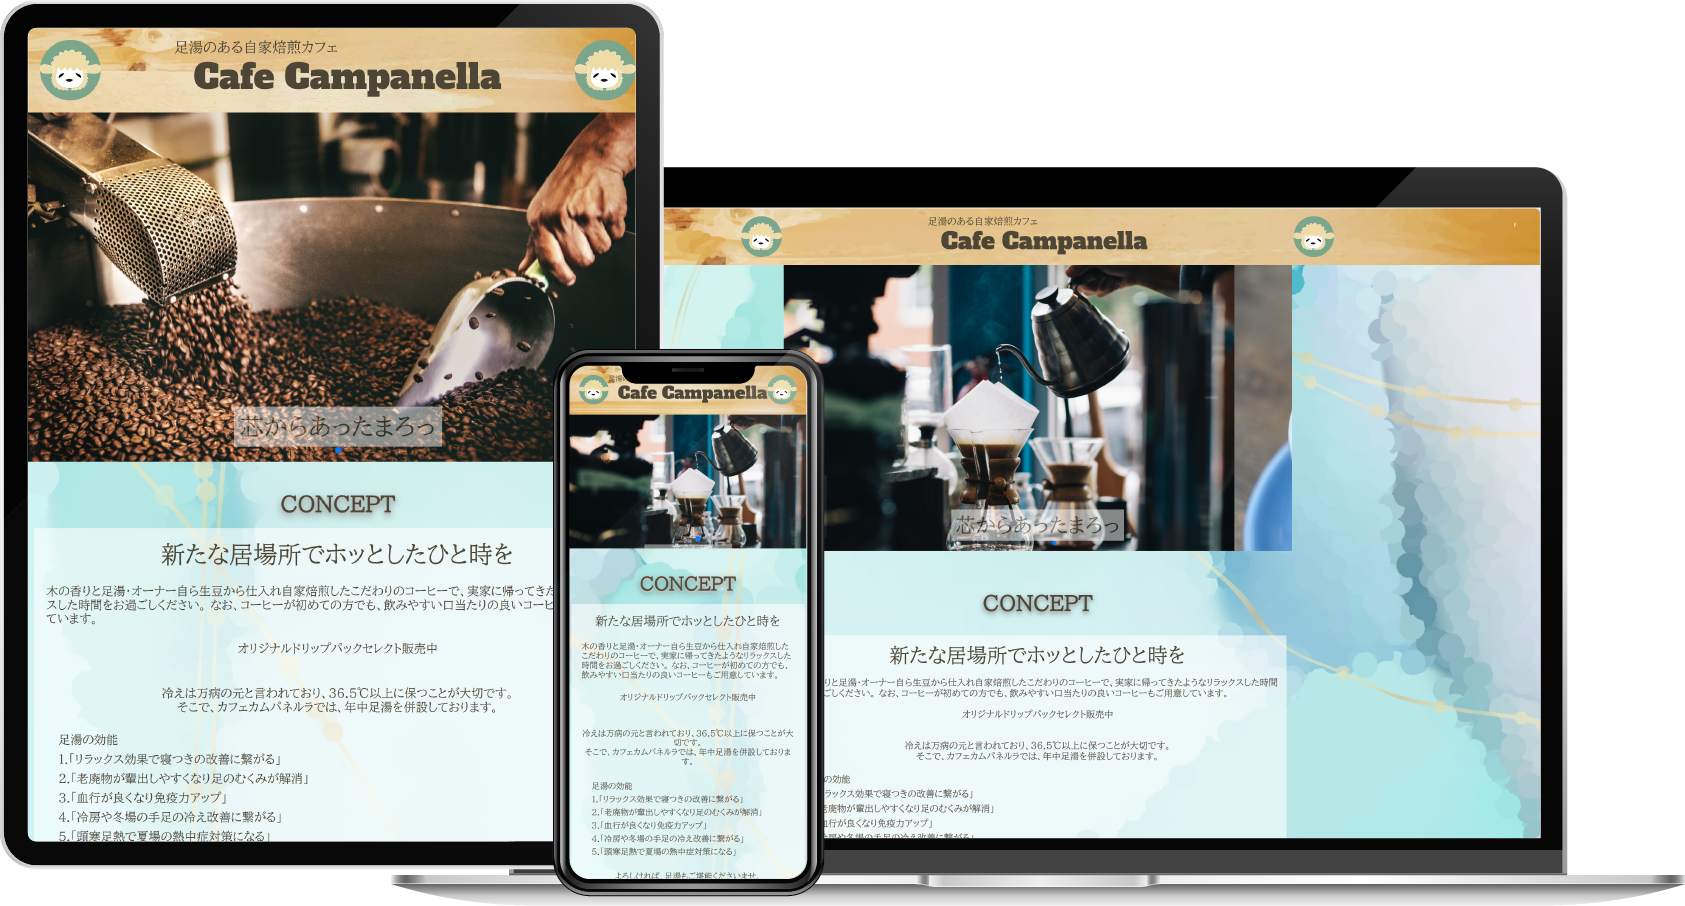 足湯のある自家焙煎カフェ
Cafe Campanella
芯からあったまろっ
CONCEPT
新たな居場所でホッとしたひと時を
木の香りと足湯・オーナー自ら生豆から仕入れ自家焙煎したこだわりのコーヒーで、実家に帰ってきた
スした時間をお過ごしください。なお、コーヒーが初めての方でも、飲みやすい口当たりの良いコーヒ
ています。
オリジナルドリップパックセレクト販売中
冷えは万病の元と言われており、36.5℃以上に保つことが大切です。
そこで、カフェカムパネルラでは、年中足湯を併設しております。
足湯の効能
1.「リラックス効果で寝つきの改善に繋がる」
2.「老廃物が輩出しやすくなり足のむくみが解消」
3.「血行が良くなり免疫力アップ」
4.「冷房や冬場の手足の冷え改善に繋がる」
5.「頭寒足熱で夏場の熱中症対策になる」
足湯
Cafe Campanella
CONCEPT
新たな居場所でホッとしたひと時を
木の香りと足湯・オーナー自ら生豆から仕入れ自家焙煎した
こだわりのコーヒーで、実家に帰ってきたようなリラックスした
時間をお過ごしください。なお、コーヒーが初めての方でも、
飲みやすい口当たりの良いコーヒーもご用意しています。
オリジナルドリップパックセレクト販売中
冷えは万病の元と言われており、36.5℃以上に保つことが大
切です。
そこで、カフェカムパネルラでは、年中足湯を併設しておりま
す。
足湯の効能
1.「リラックス効果で寝つきの改善に繋がる」
2.「老廃物が輩出しやすくなり足のむくみが解消」
3.「血行が良くなり免疫力アップ」
4.「冷房や冬場の手足の冷え改善に繋がる」
5.「頭寒足熱で夏場の熱中症対策になる」
よろしければ、足湯もご堪能くださいませ。
足湯のある自家焙煎カフェ
Cafe Campanella
芯からあったまろっ
CONCEPT
新たな居場所でホッとしたひと時を
りと足湯・オーナー自ら生豆から仕入れ自家焙煎したこだわりのコーヒーで、実家に帰ってきたようなリラックスした時間
ごしください。なお、コーヒーが初めての方でも、飲みやすい口当たりの良いコーヒーもご用意しています。
オリジナルドリップパックセレクト販売中
冷えは万病の元と言われており、36.5℃以上に保つことが大切です。
そこで、カフェカムパネルラでは、年中足湯を併設しております。
の効能
ラックス効果で寝つきの改善に繋がる」
老廃物が輩出しやすくなり足のむくみが解消」
血行が良くなり免疫力アップ」
冷房や冬場の手足の冷え改善に繋がる」